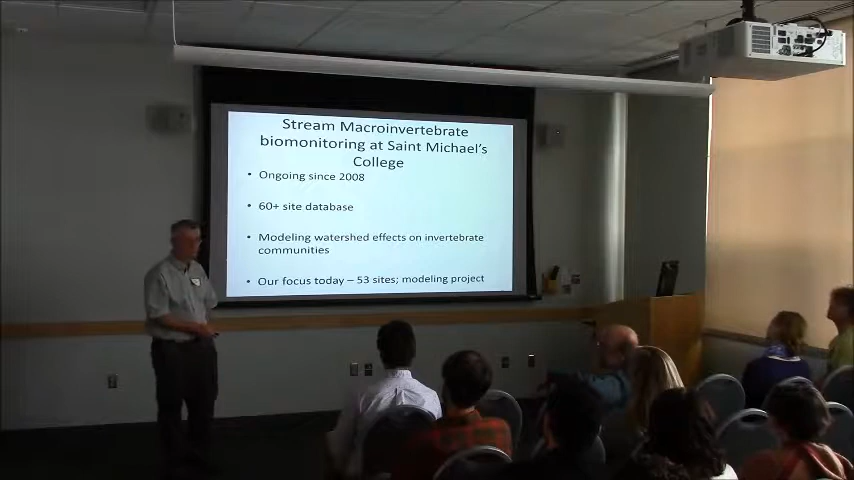 Stream Macroinvertebrate
biomonitoring at Saint Michael's
College
• Ongoing since 2008
• 60+ site database
• Modeling watershed effects on invertebrate
communities
• Our focus today – 53 sites; modeling project